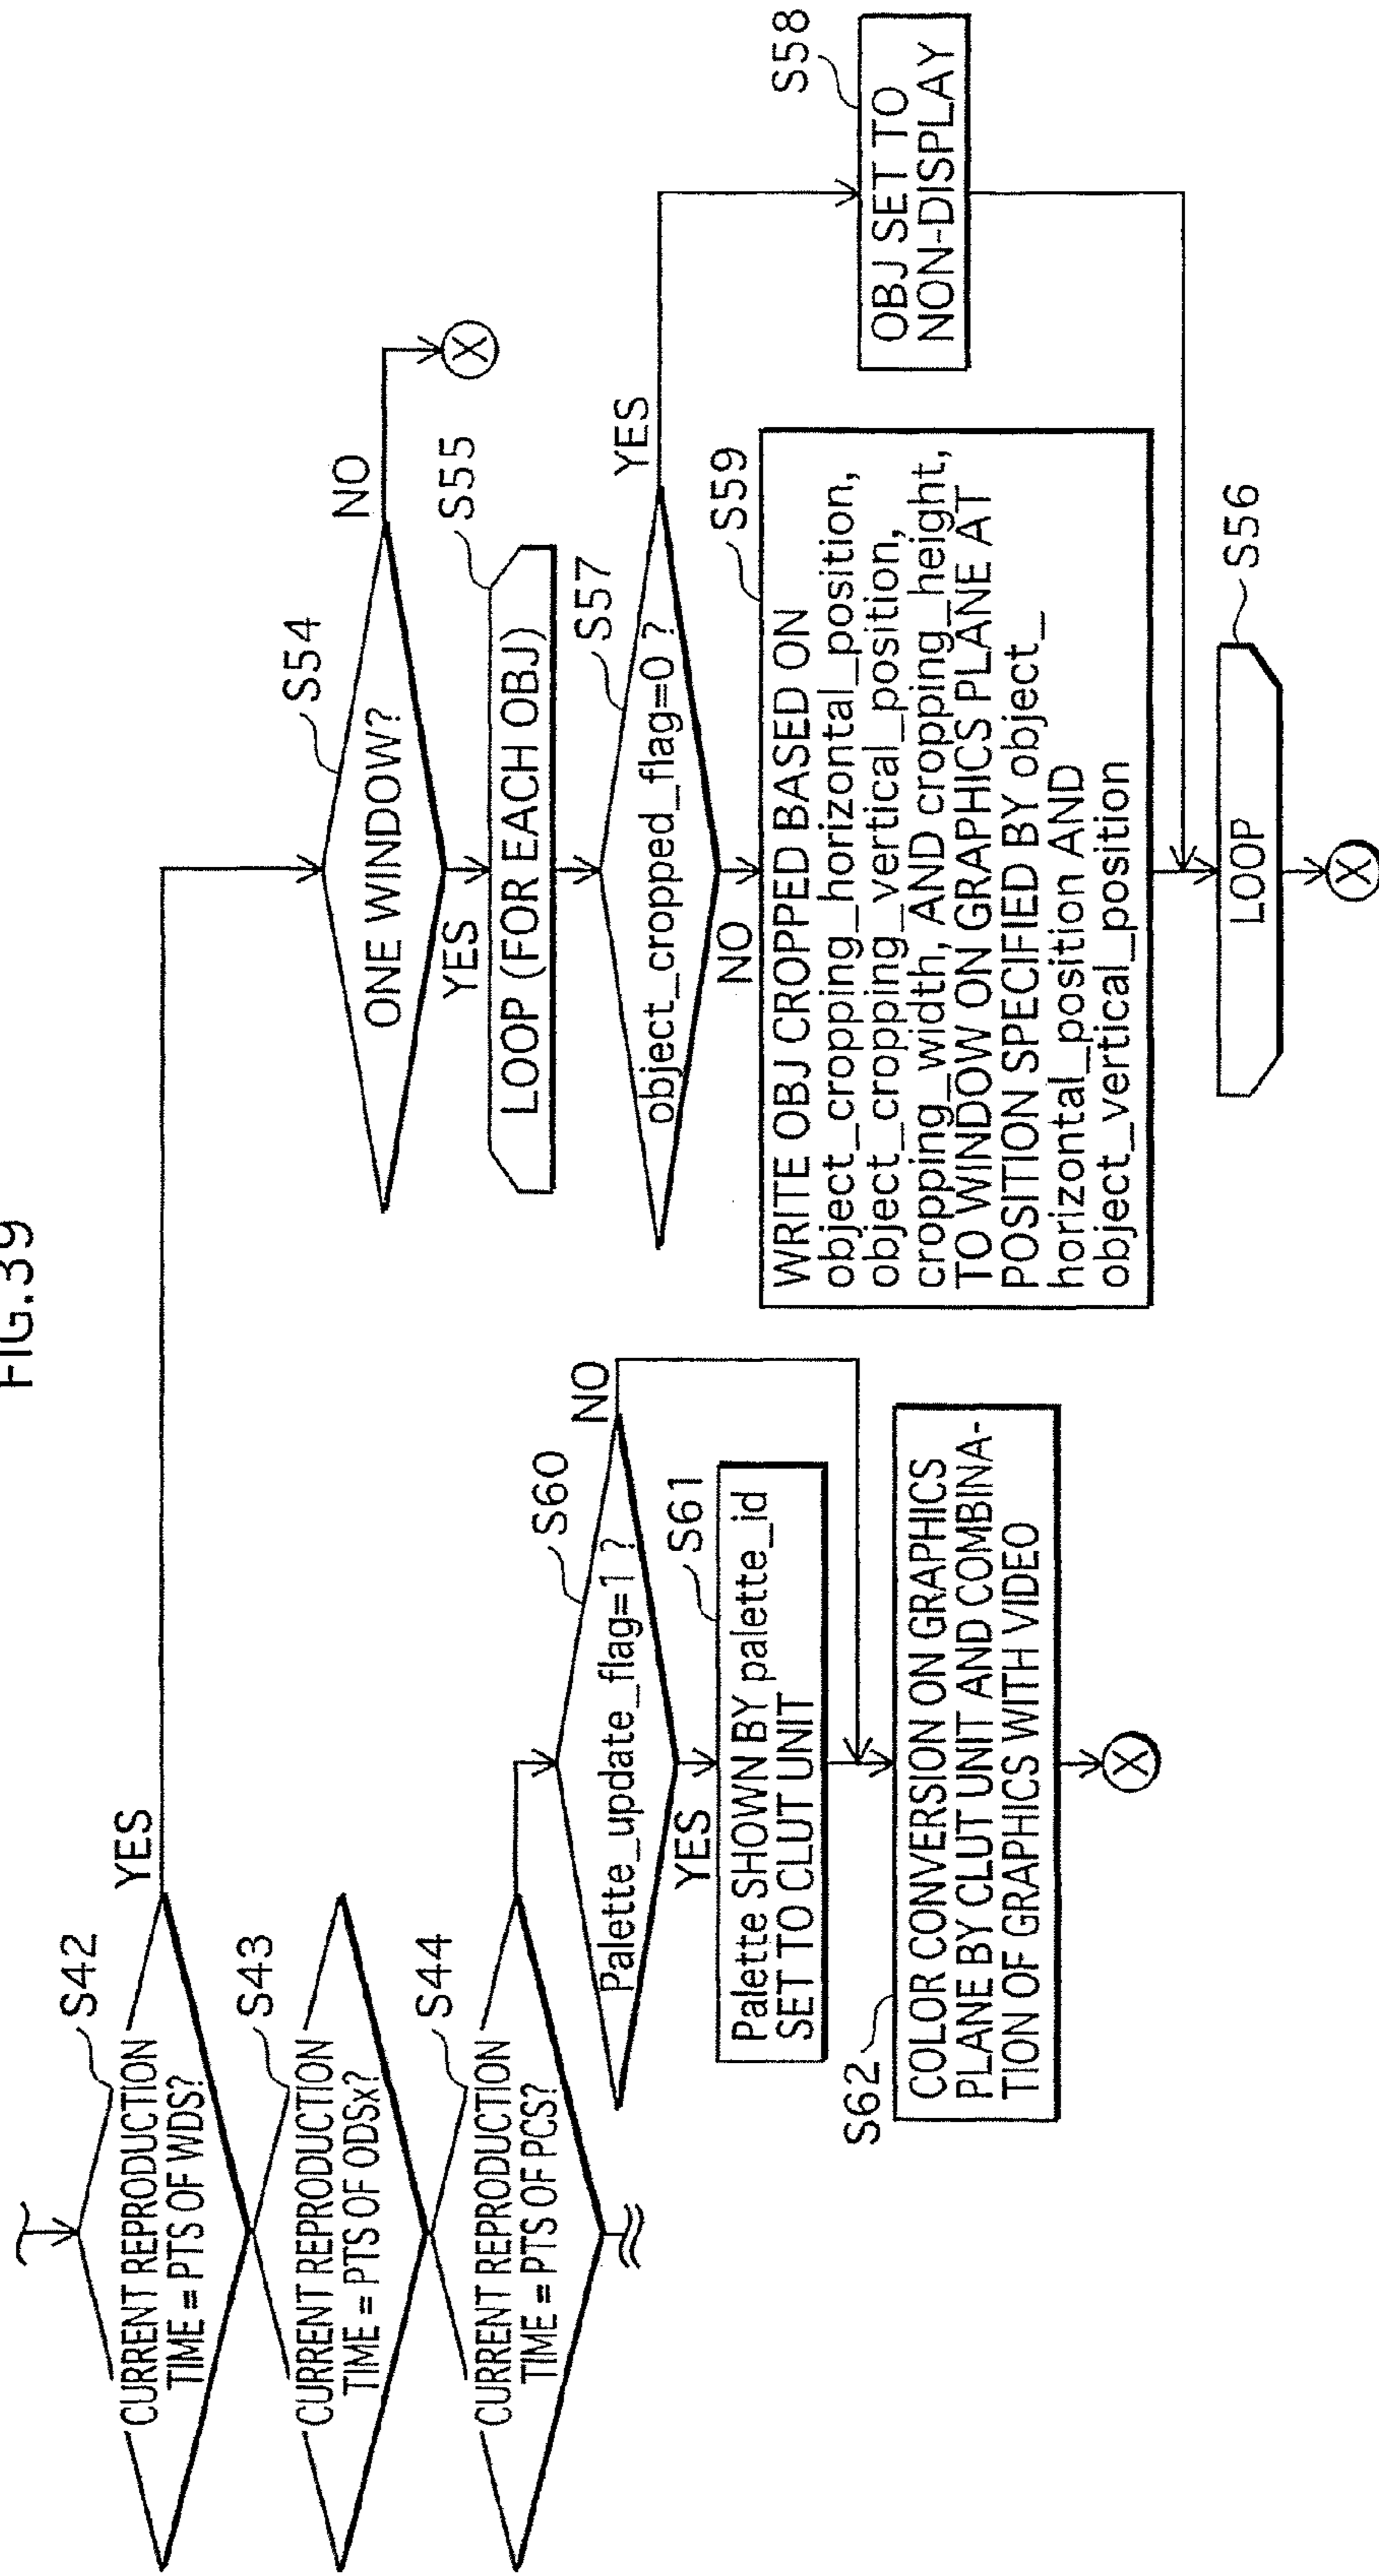 FIG.39
S42
CURRENT REPRODUCTION
TIME = PTS OF WDS?
YES
S43
CURRENT REPRODUCTION
TIME = PTS OF ODSx?
S44
CURRENT REPRODUCTION
TIME = PTS OF PCS?
S60
Palette_update_flag=1 ?
NO
YES
S61
Palette SHOWN BY palette_id
SET TO CLUT UNIT
S62
COLOR CONVERSION ON GRAPHICS
PLANE BY CLUT UNIT AND COMBINA-
TION OF GRAPHICS WITH VIDEO
X
S54
ONE WINDOW?
NO
X
YES
S55
LOOP (FOR EACH OBJ)
S57
object_cropped_flag=0 ?
YES
NO
S58
OBJ SET TO
NON-DISPLAY
S59
WRITE OBJ CROPPED BASED ON
object_cropping_horizontal_position,
object_cropping_vertical_position,
cropping_width, AND cropping_height,
TO WINDOW ON GRAPHICS PLANE AT
POSITION SPECIFIED BY object_
horizontal_position AND
object_vertical_position
S56
LOOP
X